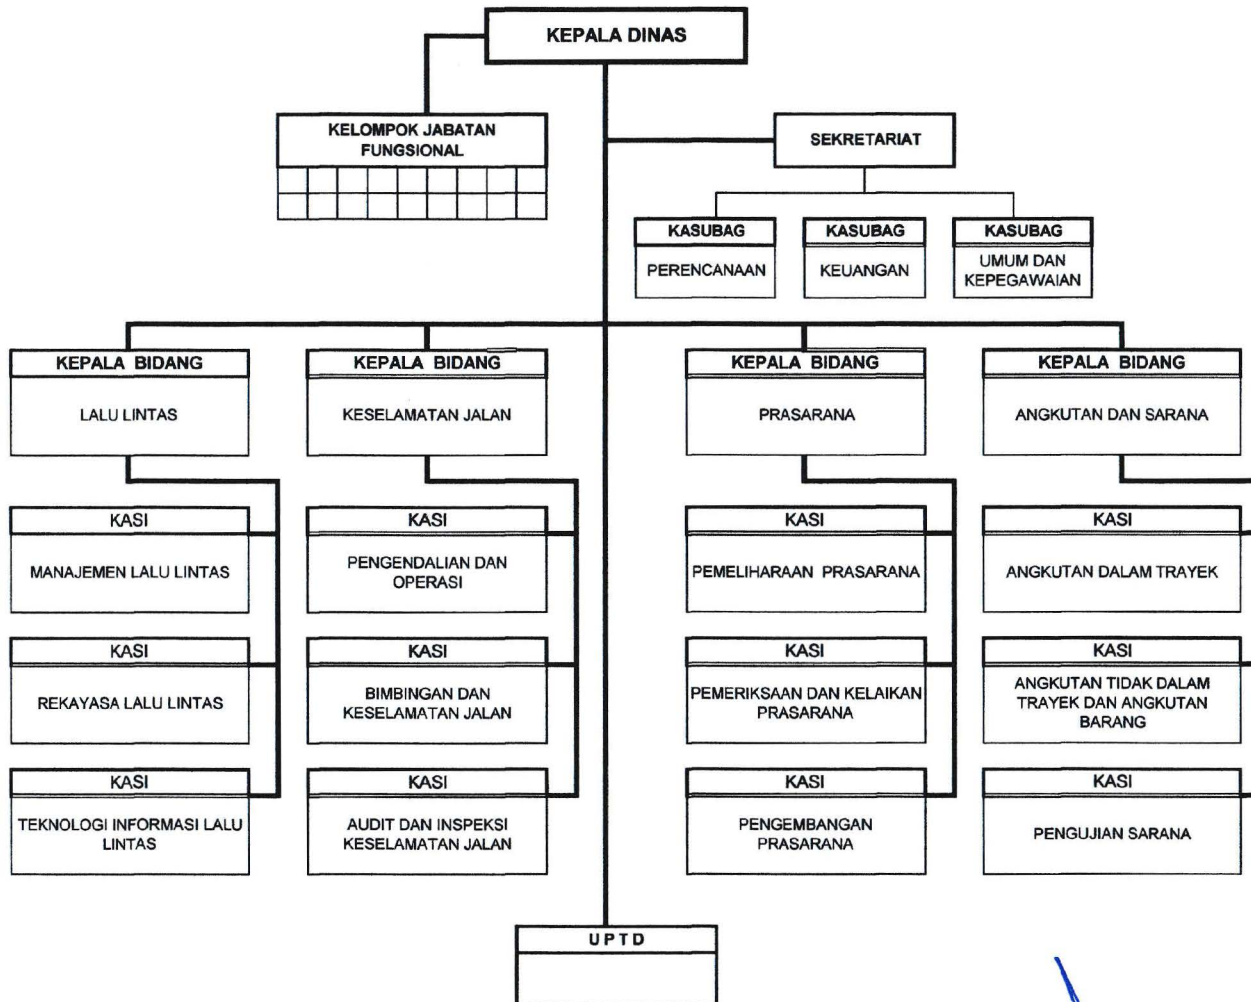 KEPALA DINAS
KELOMPOK JABATAN
FUNGSIONAL
SEKRETARIAT
KASUBAG
PERENCANAAN
KASUBAG
KEUANGAN
KASUBAG
UMUM DAN
KEPEGAWAIAN
KEPALA BIDANG
LALU LINTAS
KASI
MANAJEMEN LALU LINTAS
KASI
REKAYASA LALU LINTAS
KASI
TEKNOLOGI INFORMASI LALU
LINTAS
KEPALA BIDANG
KESELAMATAN JALAN
KASI
PENGENDALIAN DAN
OPERASI
KASI
BIMBINGAN DAN
KESELAMATAN JALAN
KASI
AUDIT DAN INSPEKSI
KESELAMATAN JALAN
KEPALA BIDANG
PRASARANA
KASI
PEMELIHARAAN PRASARANA
KASI
PEMERIKSAAN DAN KELAIKAN
PRASARANA
KASI
PENGEMBANGAN
PRASARANA
KEPALA BIDANG
ANGKUTAN DAN SARANA
KASI
ANGKUTAN DALAM TRAYEK
KASI
ANGKUTAN TIDAK DALAM
TRAYEK DAN ANGKUTAN
BARANG
KASI
PENGUJIAN SARANA
UPTD